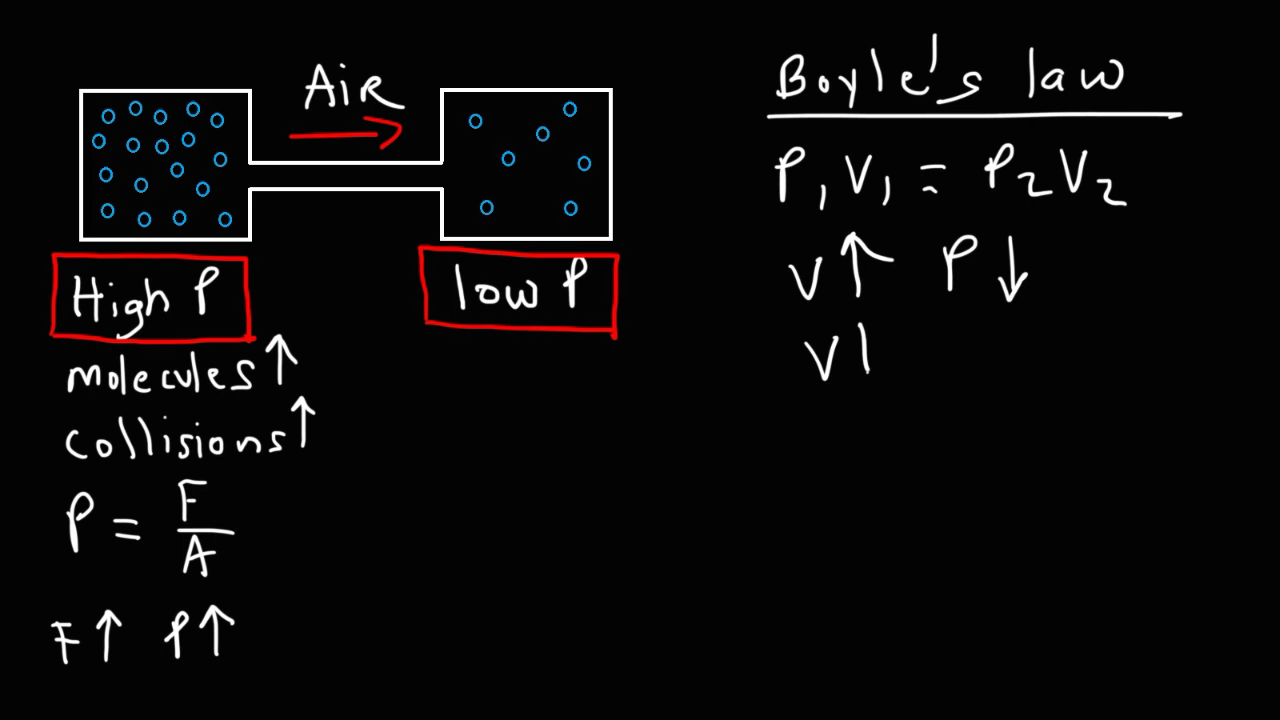 Air
High P
low P
molecules ↑
collisions ↑
P = F/A
F ↑ P ↑
Boyle's law
P₁V₁ = P₂V₂
V ↑ P ↓
V |